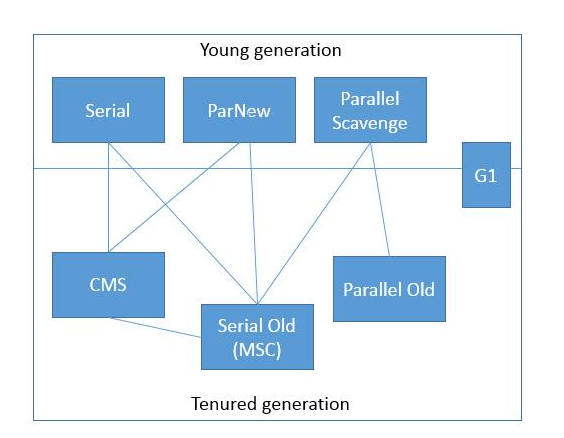 Young generation
Serial
ParNew
Parallel
Scavenge
G1
CMS
Parallel Old
Serial Old
(MSC)
Tenured generation